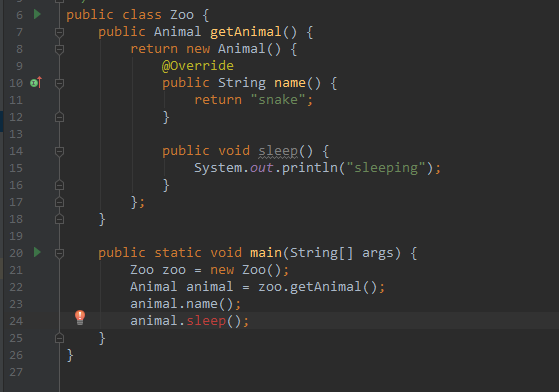 6 public class Zoo {
7     public Animal getAnimal() {
8         return new Animal() {
9             @Override
10             public String name() {
11                 return "snake";
12             }
13
14             public void sleep() {
15                 System.out.println("sleeping");
16             }
17         };
18     }
19
20     public static void main(String[] args) {
21         Zoo zoo = new Zoo();
22         Animal animal = zoo.getAnimal();
23         animal.name();
24         animal.sleep();
25     }
26 }
27